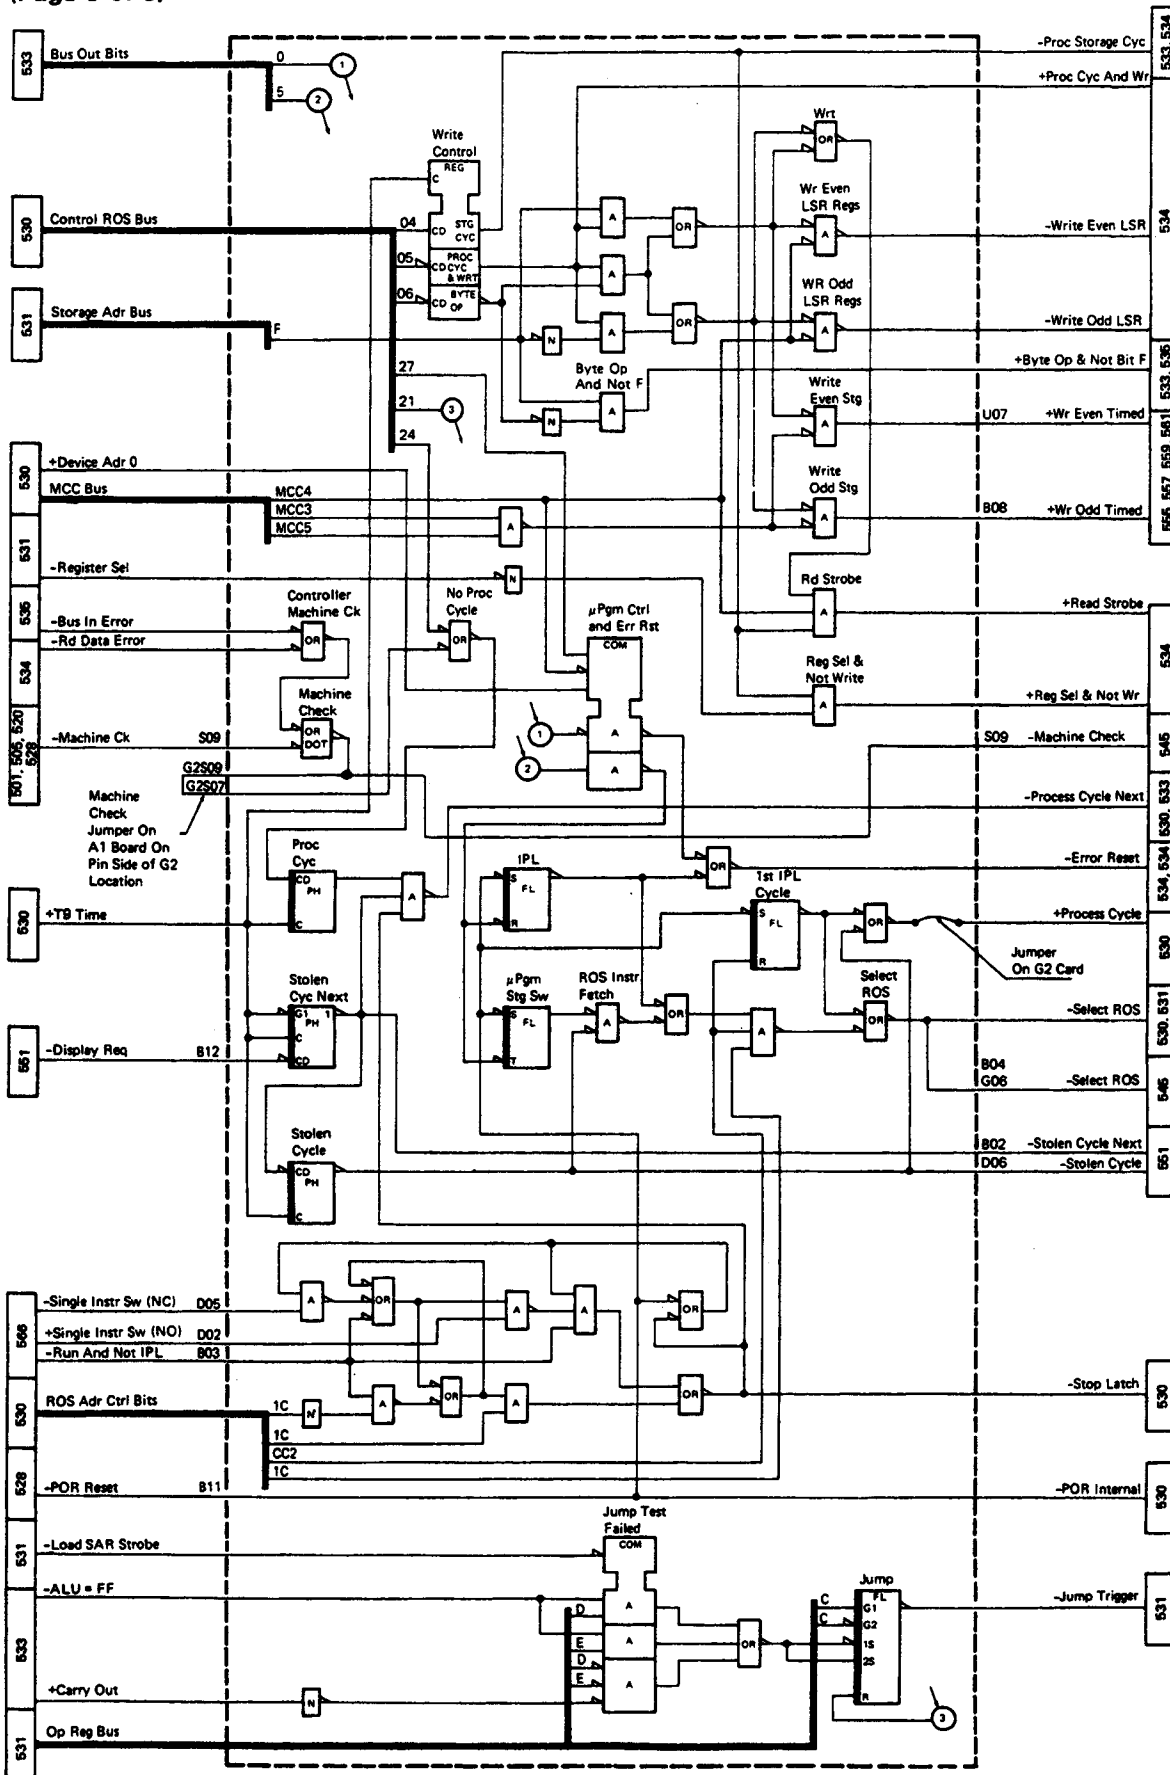 533
Bus Out Bits
0
1
5
2
-Proc Storage Cyc
533, 534
+Proc Cyc And Wr
Write
Control
REG
C
Wrt
OR
530
Control ROS Bus
04
CD
STG
CYC
05
CD
PROC
CYC
& WRT
06
CD
BYTE
OP
A
OR
A
A
OR
Wr Even
LSR Regs
A
-Write Even LSR
534
WR Odd
LSR Regs
A
-Write Odd LSR
531
Storage Adr Bus
F
N
27
21
3
24
Byte Op
And Not F
A
N
+Byte Op & Not Bit F
533, 535
Write
Even Stg
A
U07
+Wr Even Timed
Write
Odd Stg
A
B08
+Wr Odd Timed
555, 557, 559, 561
530
+Device Adr 0
MCC Bus
MCC4
MCC3
MCC5
A
531
-Register Sel
N
535
-Bus In Error
-Rd Data Error
534
Controller
Machine Ck
OR
No Proc
Cycle
OR
µPgm Ctrl
and Err Rst
COM
1
A
2
A
Rd Strobe
A
+Read Strobe
534
Reg Sel &
Not Write
A
+Reg Sel & Not Wr
501, 505, 520
528
-Machine Ck
S09
Machine
Check
OR
DOT
G2S09
G2S07
S09
-Machine Check
545
Machine
Check
Jumper On
A1 Board On
Pin Side of G2
Location
-Process Cycle Next
530, 533
Proc
Cyc
CD
PH
C
A
IPL
S
FL
R
OR
-Error Reset
534, 534
530
+T9 Time
1st IPL
Cycle
S
FL
R
OR
+Process Cycle
530
Jumper
On G2 Card
Stolen
Cyc Next
G1
1
PH
C
CD
µPgm
Stg Sw
S
FL
T
ROS Instr
Fetch
A
OR
A
Select
ROS
OR
-Select ROS
530, 531
551
-Display Req
B12
B04
G06
-Select ROS
545
Stolen
Cycle
CD
PH
C
B02
-Stolen Cycle Next
D06
-Stolen Cycle
551
566
-Single Instr Sw (NC)
D05
+Single Instr Sw (NO)
D02
-Run And Not IPL
B03
A
OR
A
A
OR
530
ROS Adr Ctrl Bits
1C
N
A
OR
A
OR
-Stop Latch
530
1C
CC2
1C
528
-POR Reset
B11
-POR Internal
530
531
-Load SAR Strobe
Jump Test
Failed
COM
533
-ALU = FF
D
A
E
A
D
E
A
OR
C
C
Jump
FL
G1
G2
1S
2S
R
3
-Jump Trigger
531
+Carry Out
N
531
Op Reg Bus